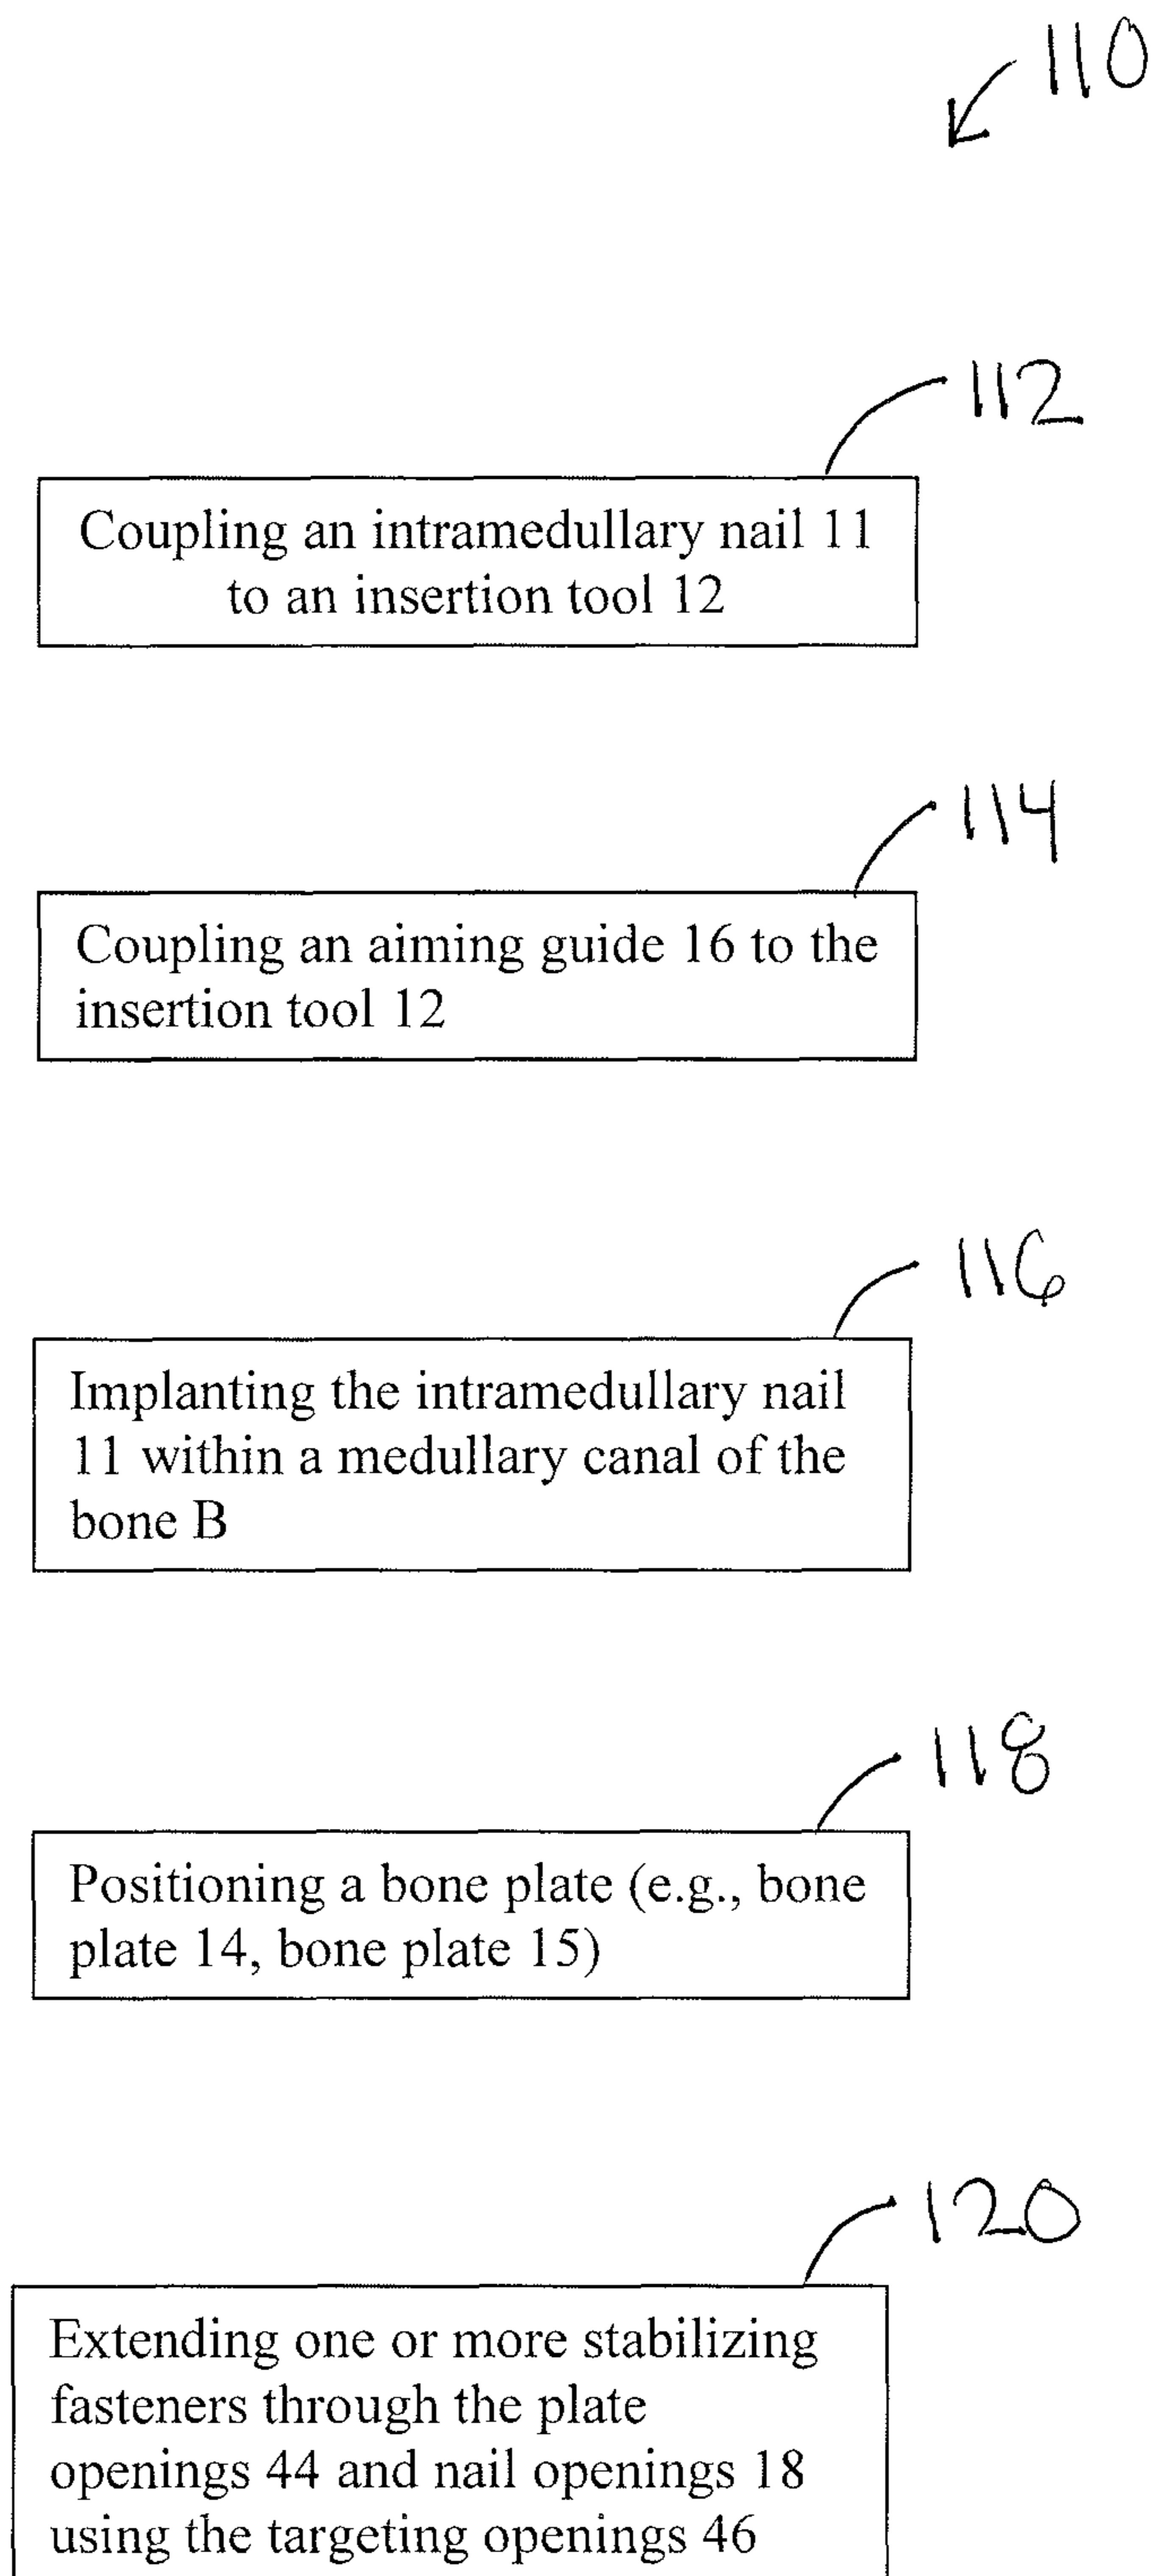 110
112
Coupling an intramedullary nail 11
to an insertion tool 12
114
Coupling an aiming guide 16 to the
insertion tool 12
116
Implanting the intramedullary nail
11 within a medullary canal of the
bone B
118
Positioning a bone plate (e.g., bone
plate 14, bone plate 15)
120
Extending one or more stabilizing
fasteners through the plate
openings 44 and nail openings 18
using the targeting openings 46